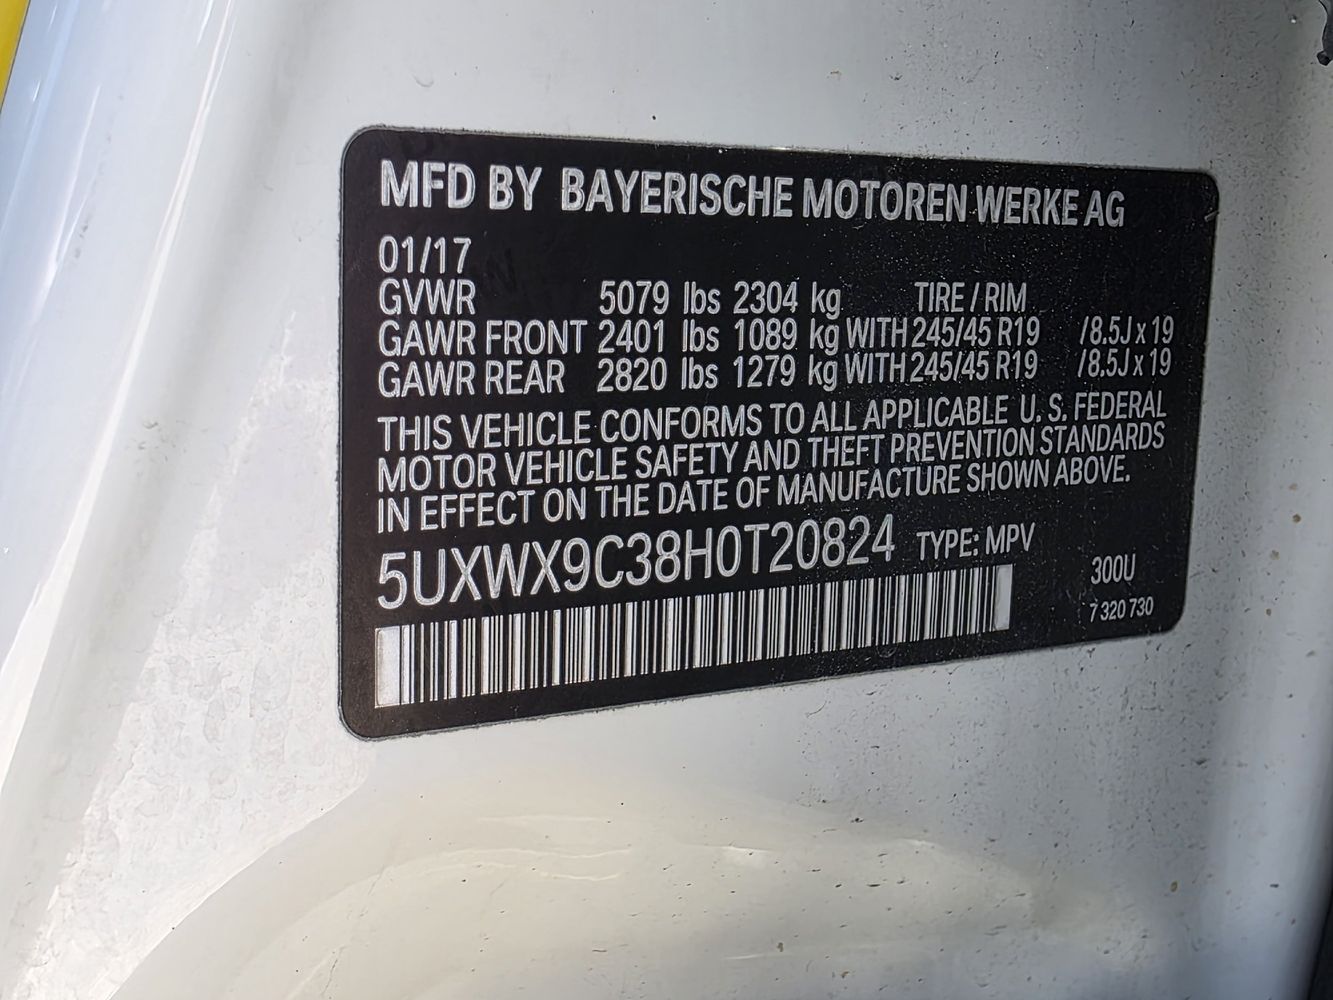 MFD BY BAYERISCHE MOTOREN WERKE AG
01/17
GVWR 5079 lbs 2304 kg TIRE / RIM
GAWR FRONT 2401 lbs 1089 kg WITH 245/45 R19 /8.5J x 19
GAWR REAR 2820 lbs 1279 kg WITH 245/45 R19 /8.5J x 19
THIS VEHICLE CONFORMS TO ALL APPLICABLE U. S. FEDERAL
MOTOR VEHICLE SAFETY AND THEFT PREVENTION STANDARDS
IN EFFECT ON THE DATE OF MANUFACTURE SHOWN ABOVE.
5UXWX9C38H0T20824 TYPE: MPV
300U
7 320 730